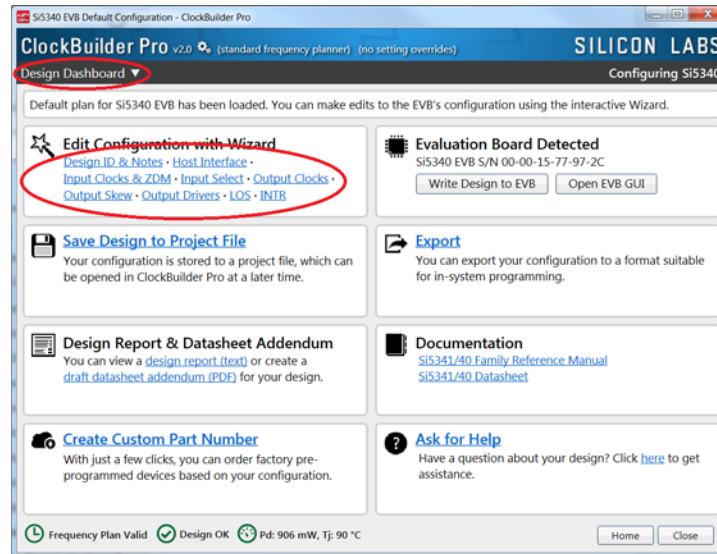 Si5340 EVB Default Configuration - ClockBuilder Pro
ClockBuilder Pro v2.0 (standard frequency planner) (no setting overrides)
SILICON LABS
Design Dashboard ▼
Configuring Si5340
Default plan for Si5340 EVB has been loaded. You can make edits to the EVB's configuration using the interactive Wizard.
Edit Configuration with Wizard
Design ID & Notes · Host Interface ·
Input Clocks & ZDM · Input Select · Output Clocks ·
Output Skew · Output Drivers · LOS · INTR
Evaluation Board Detected
Si5340 EVB S/N 00-00-15-77-97-2C
Write Design to EVB
Open EVB GUI
Save Design to Project File
Your configuration is stored to a project file, which can
be opened in ClockBuilder Pro at a later time.
Export
You can export your configuration to a format suitable
for in-system programming.
Design Report & Datasheet Addendum
You can view a design report (text) or create a
draft datasheet addendum (PDF) for your design.
Documentation
Si5341/40 Family Reference Manual
Si5341/40 Datasheet
Create Custom Part Number
With just a few clicks, you can order factory pre-
programmed devices based on your configuration.
Ask for Help
Have a question about your design? Click here to get
assistance.
Frequency Plan Valid
Design OK
Pd: 906 mW, Tj: 90 °C
Home
Close